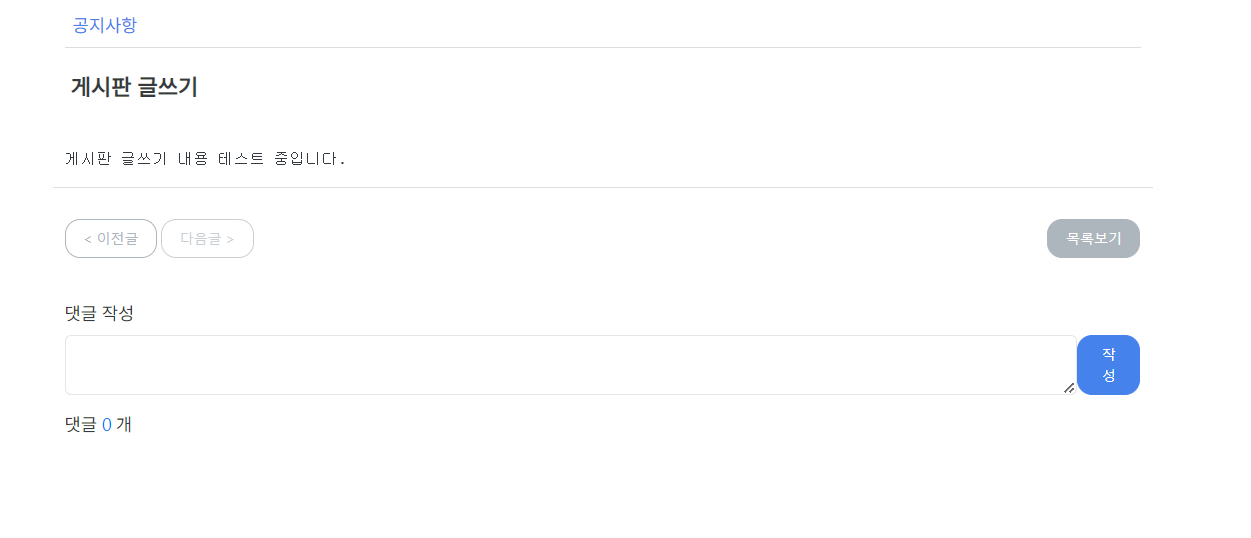 공지사항
게시판 글쓰기
게시판 글쓰기 내용 테스트 중입니다.
< 이전글 다음글 > 목록보기
댓글 작성
작
성
댓글 0 개